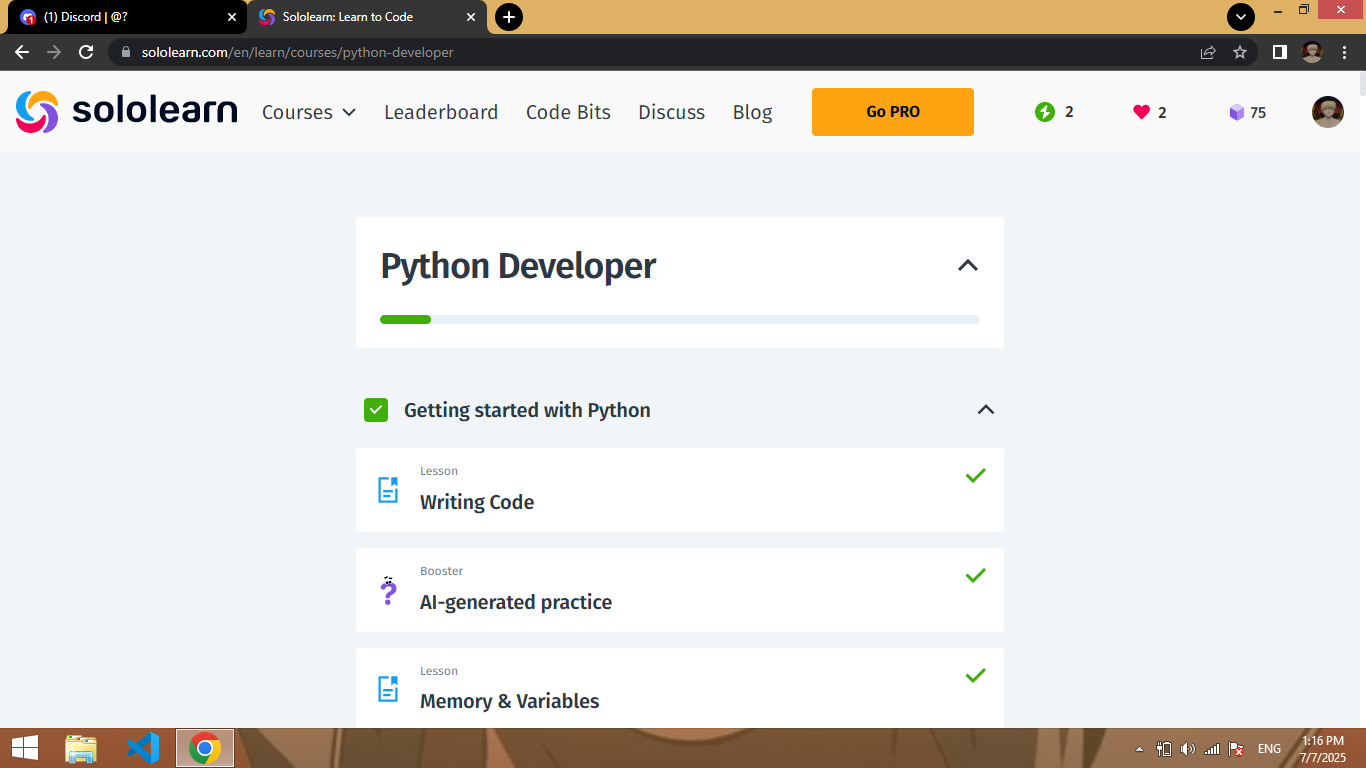 (1) Discord | @?
Sololearn: Learn to Code
sololearn.com/en/learn/courses/python-developer
sololearn Courses Leaderboard Code Bits Discuss Blog Go PRO 2 2 75
Python Developer
Getting started with Python
Lesson
Writing Code
Booster
AI-generated practice
Lesson
Memory & Variables
ENG
1:16 PM
7/7/2025